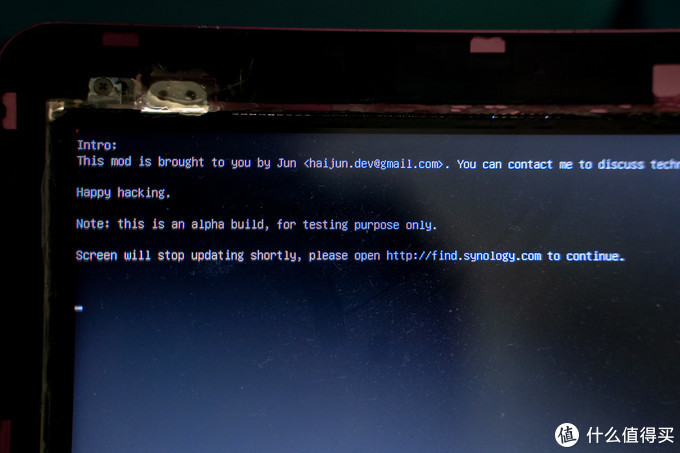 Intro:
This mod is brought to you by Jun <haijun.dev@gmail.com>. You can contact me to discuss
Happy hacking.
Note: this is an alpha build, for testing purpose only.
Screen will stop updating shortly, please open http://find.synology.com to continue.
值 什么值得买